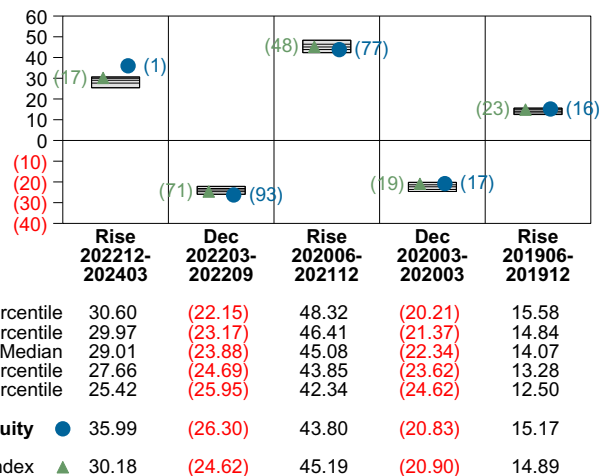 60
50
40
30
20
10
0
(10)
(20)
(30)
(40)
(17) (1)
(71) (93)
(48) (77)
(19) (17)
(23) (16)
Rise Dec Rise Dec Rise
202212- 202203- 202006- 202003- 201906-
202403 202209 202112 202003 201912
rcentile 30.60 (22.15) 48.32 (20.21) 15.58
rcentile 29.97 (23.17) 46.41 (21.37) 14.84
Median 29.01 (23.88) 45.08 (22.34) 14.07
rcentile 27.66 (24.69) 43.85 (23.62) 13.28
rcentile 25.42 (25.95) 42.34 (24.62) 12.50
uity 35.99 (26.30) 43.80 (20.83) 15.17
ndex 30.18 (24.62) 45.19 (20.90) 14.89